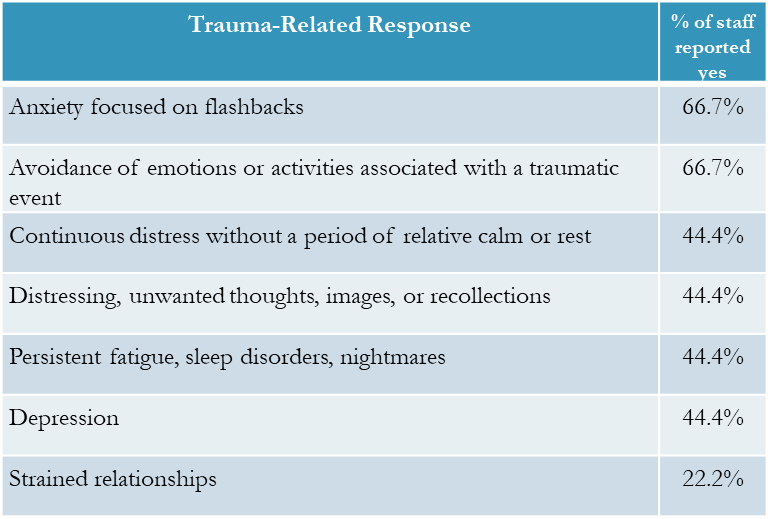 Trauma-Related Response
% of staff
reported
yes
Anxiety focused on flashbacks
66.7%
Avoidance of emotions or activities associated with a traumatic
event
66.7%
Continuous distress without a period of relative calm or rest
44.4%
Distressing, unwanted thoughts, images, or recollections
44.4%
Persistent fatigue, sleep disorders, nightmares
44.4%
Depression
44.4%
Strained relationships
22.2%